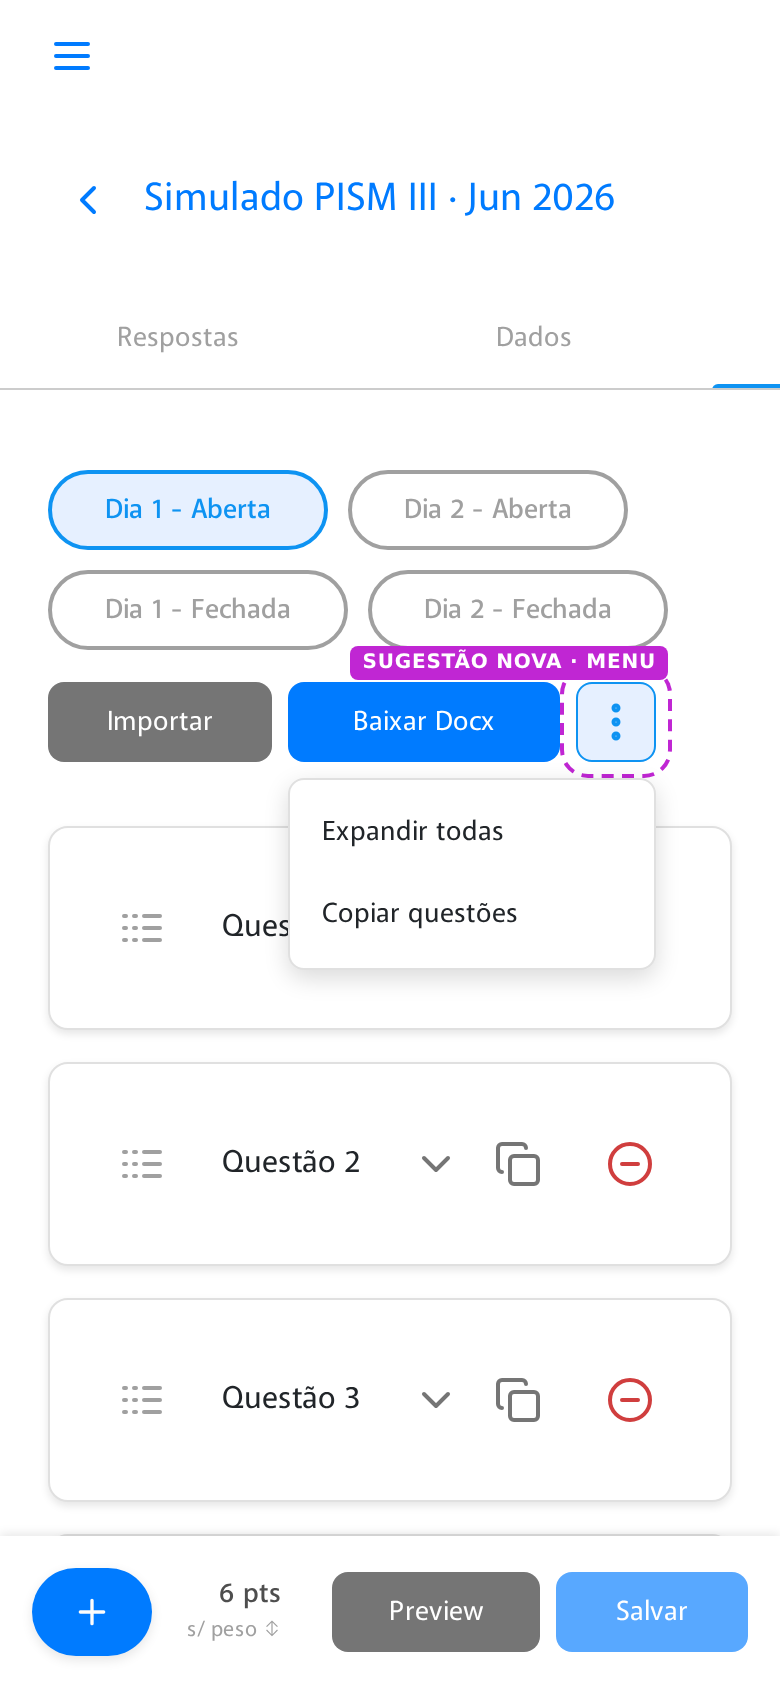 Simulado PISM III · Jun 2026
Respostas
Dados
Dia 1 - Aberta
Dia 2 - Aberta
Dia 1 - Fechada
Dia 2 - Fechada
SUGESTÃO NOVA · MENU
Importar
Baixar Docx
Expandir todas
Copiar questões
Ques
Questão 2
Questão 3
6 pts
s/ peso ⇕
Preview
Salvar